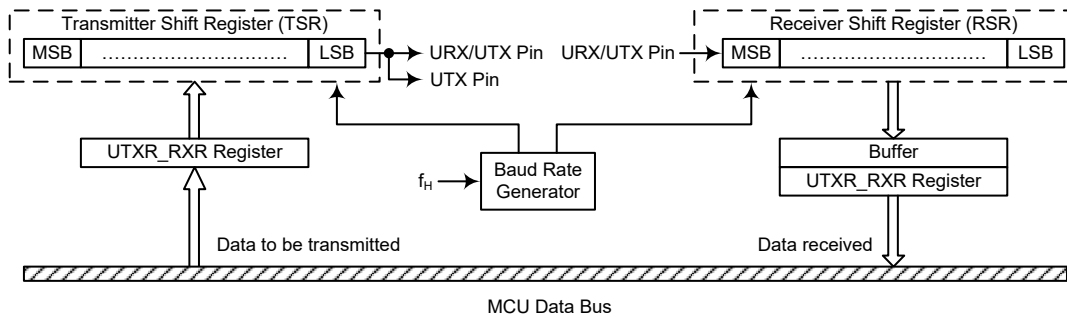 Transmitter Shift Register (TSR)
MSB ………………………… LSB
URX/UTX Pin
UTX Pin
UTXR_RXR Register
Data to be transmitted
f_H
Baud Rate
Generator
Receiver Shift Register (RSR)
URX/UTX Pin
MSB ………………………… LSB
Buffer
UTXR_RXR Register
Data received
MCU Data Bus